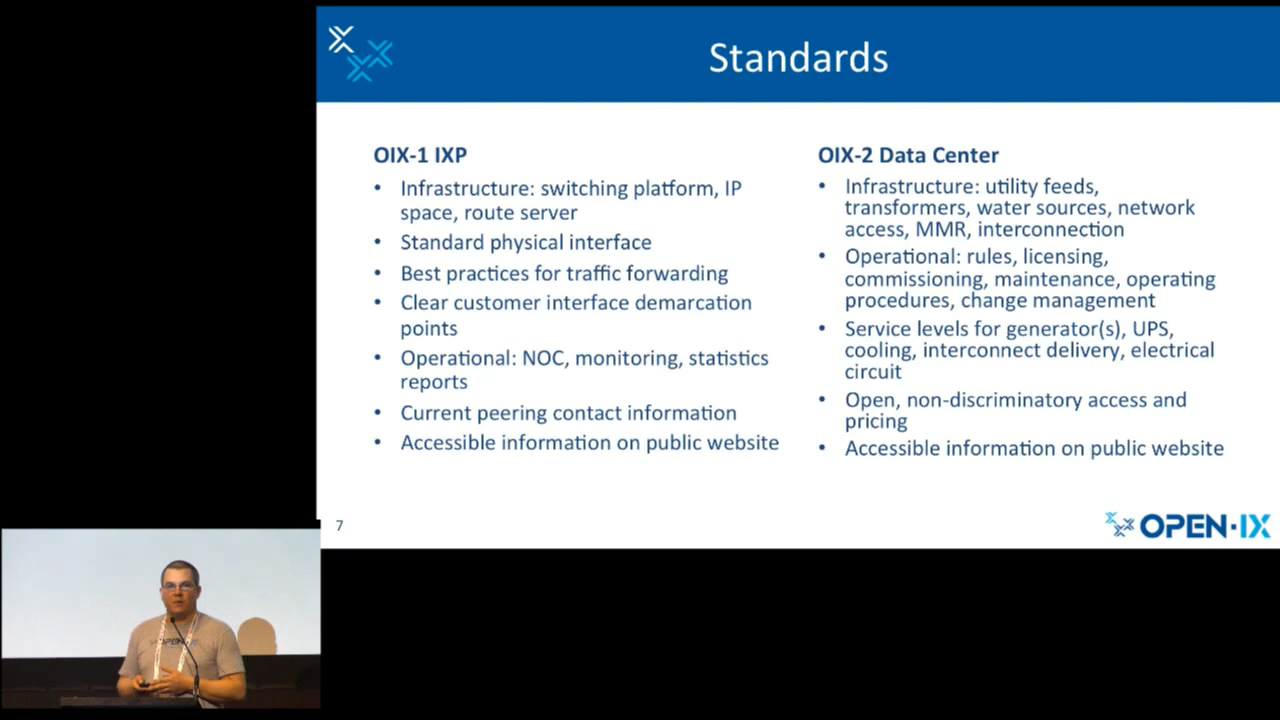 Standards
OIX-1 IXP
• Infrastructure: switching platform, IP
space, route server
• Standard physical interface
• Best practices for traffic forwarding
• Clear customer interface demarcation
points
• Operational: NOC, monitoring, statistics
reports
• Current peering contact information
• Accessible information on public website
OIX-2 Data Center
• Infrastructure: utility feeds,
transformers, water sources, network
access, MMR, interconnection
• Operational: rules, licensing,
commissioning, maintenance, operating
procedures, change management
• Service levels for generator(s), UPS,
cooling, interconnect delivery, electrical
circuit
• Open, non-discriminatory access and
pricing
• Accessible information on public website
7
OPEN·IX